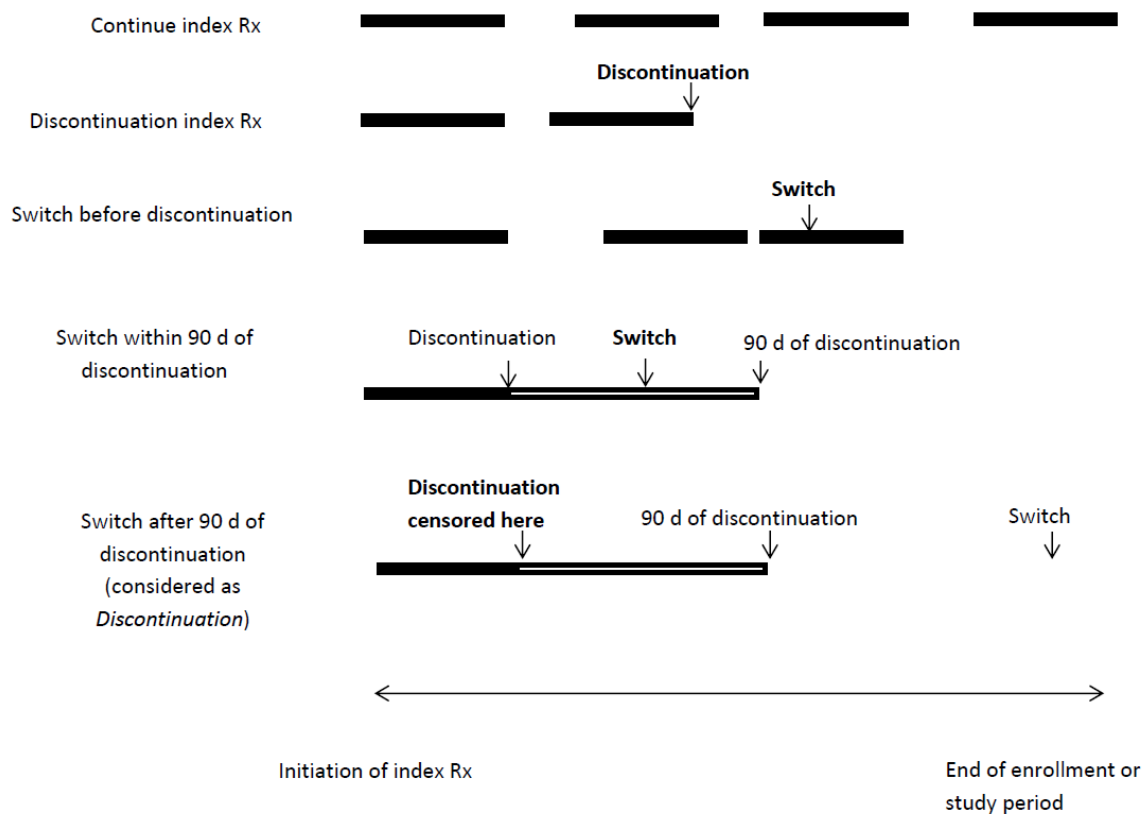 Continue index Rx
Discontinuation
Discontinuation index Rx
Switch
Switch before discontinuation
Switch within 90 d of
discontinuation
Discontinuation
Switch
90 d of discontinuation
Switch after 90 d of
discontinuation
(considered as
Discontinuation)
Discontinuation
censored here
90 d of discontinuation
Switch
Initiation of index Rx
End of enrollment or
study period